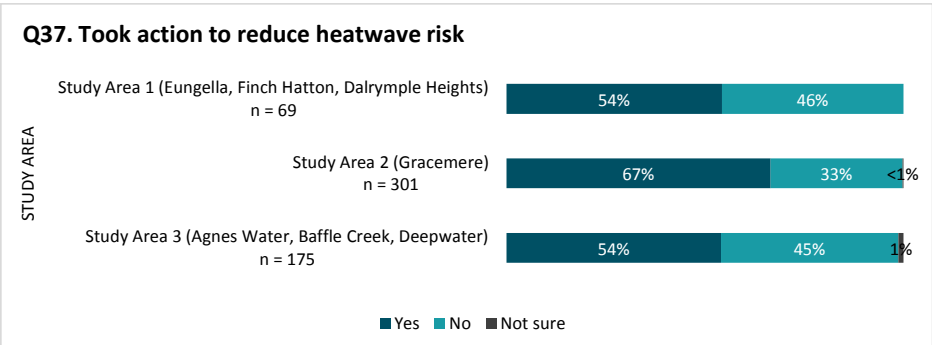 Q37. Took action to reduce heatwave risk
STUDY AREA
Study Area 1 (Eungella, Finch Hatton, Dalrymple Heights)
n = 69
54%
46%
Study Area 2 (Gracemere)
n = 301
67%
33%
<1%
Study Area 3 (Agnes Water, Baffle Creek, Deepwater)
n = 175
54%
45%
1%
Yes No Not sure